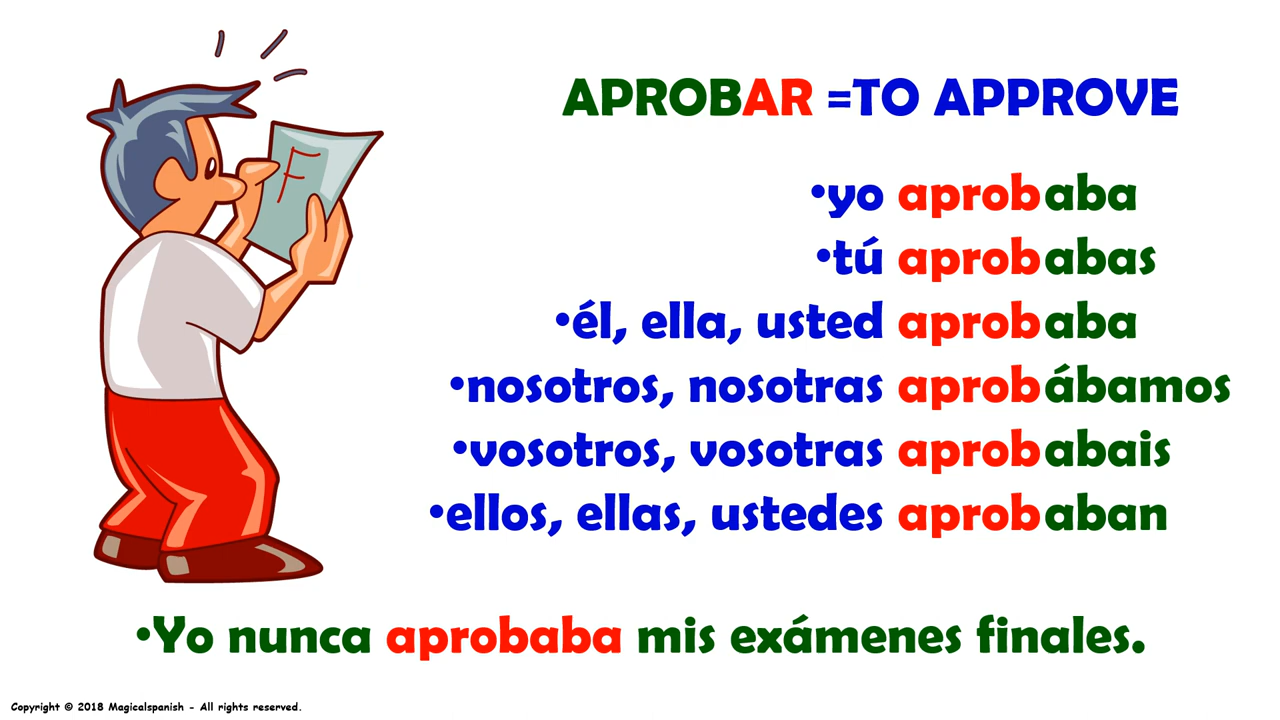 APROBAR =TO APPROVE
•yo aprobaba
•tú aprobabas
•él, ella, usted aprobaba
•nosotros, nosotras aprobábamos
•vosotros, vosotras aprobabais
•ellos, ellas, ustedes aprobaban
F
•Yo nunca aprobaba mis exámenes finales.
Copyright © 2018 Magicalspanish - All rights reserved.